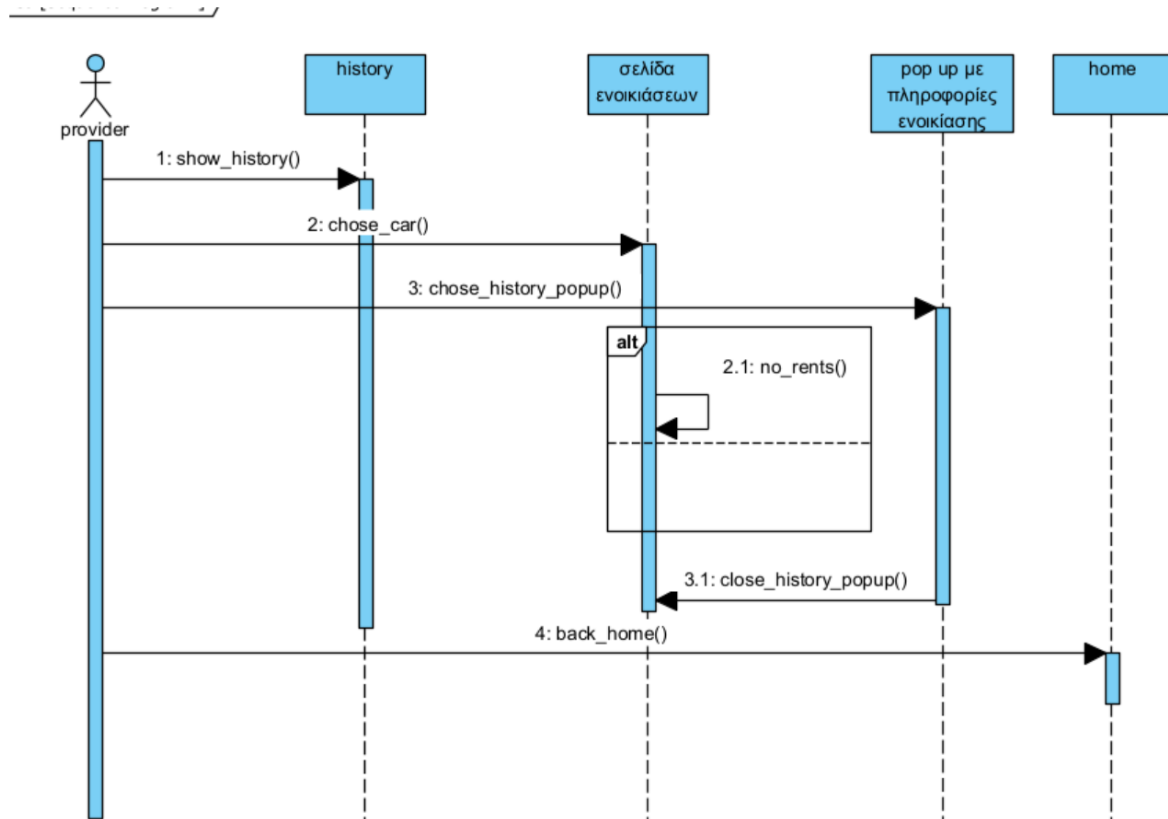 provider
history
σελίδα
ενοικιάσεων
pop up με
πληροφορίες
ενοικίασης
home
1: show_history()
2: chose_car()
3: chose_history_popup()
alt
2.1: no_rents()
3.1: close_history_popup()
4: back_home()